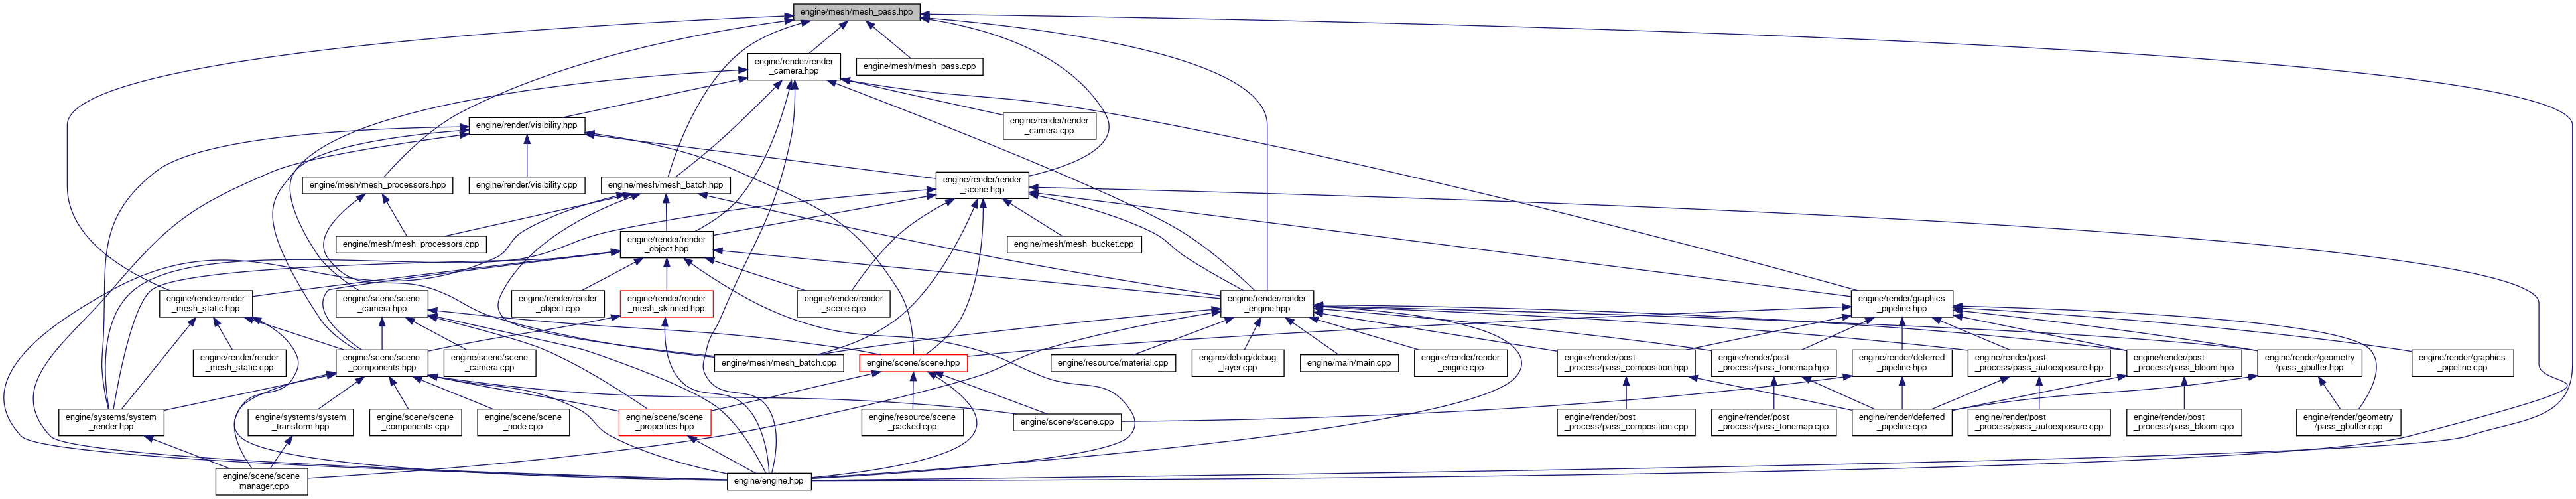 engine/mesh/mesh_pass.hpp
engine/render/render
_camera.hpp
engine/mesh/mesh_pass.cpp
engine/render/visibility.hpp
engine/render/render
_camera.cpp
engine/mesh/mesh_processors.hpp
engine/render/visibility.cpp
engine/mesh/mesh_batch.hpp
engine/render/render
_scene.hpp
engine/mesh/mesh_processors.cpp
engine/render/render
_object.hpp
engine/mesh/mesh_bucket.cpp
engine/render/render
_mesh_static.hpp
engine/scene/scene
_camera.hpp
engine/render/render
_object.cpp
engine/render/render
_mesh_skinned.hpp
engine/render/render
_scene.cpp
engine/render/render
_engine.hpp
engine/render/graphics
_pipeline.hpp
engine/render/render
_mesh_static.cpp
engine/scene/scene
_components.hpp
engine/scene/scene
_camera.cpp
engine/mesh/mesh_batch.cpp
engine/scene/scene.hpp
engine/resource/material.cpp
engine/debug/debug
_layer.cpp
engine/main/main.cpp
engine/render/render
_engine.cpp
engine/render/post
_process/pass_composition.hpp
engine/render/post
_process/pass_tonemap.hpp
engine/render/deferred
_pipeline.hpp
engine/render/post
_process/pass_autoexposure.hpp
engine/render/post
_process/pass_bloom.hpp
engine/render/geometry
/pass_gbuffer.hpp
engine/render/graphics
_pipeline.cpp
engine/systems/system
_render.hpp
engine/systems/system
_transform.hpp
engine/scene/scene
_components.cpp
engine/scene/scene
_node.cpp
engine/scene/scene
_properties.hpp
engine/resource/scene
_packed.cpp
engine/scene/scene.cpp
engine/render/post
_process/pass_composition.cpp
engine/render/post
_process/pass_tonemap.cpp
engine/render/deferred
_pipeline.cpp
engine/render/post
_process/pass_autoexposure.cpp
engine/render/post
_process/pass_bloom.cpp
engine/render/geometry
/pass_gbuffer.cpp
engine/scene/scene
_manager.cpp
engine/engine.hpp